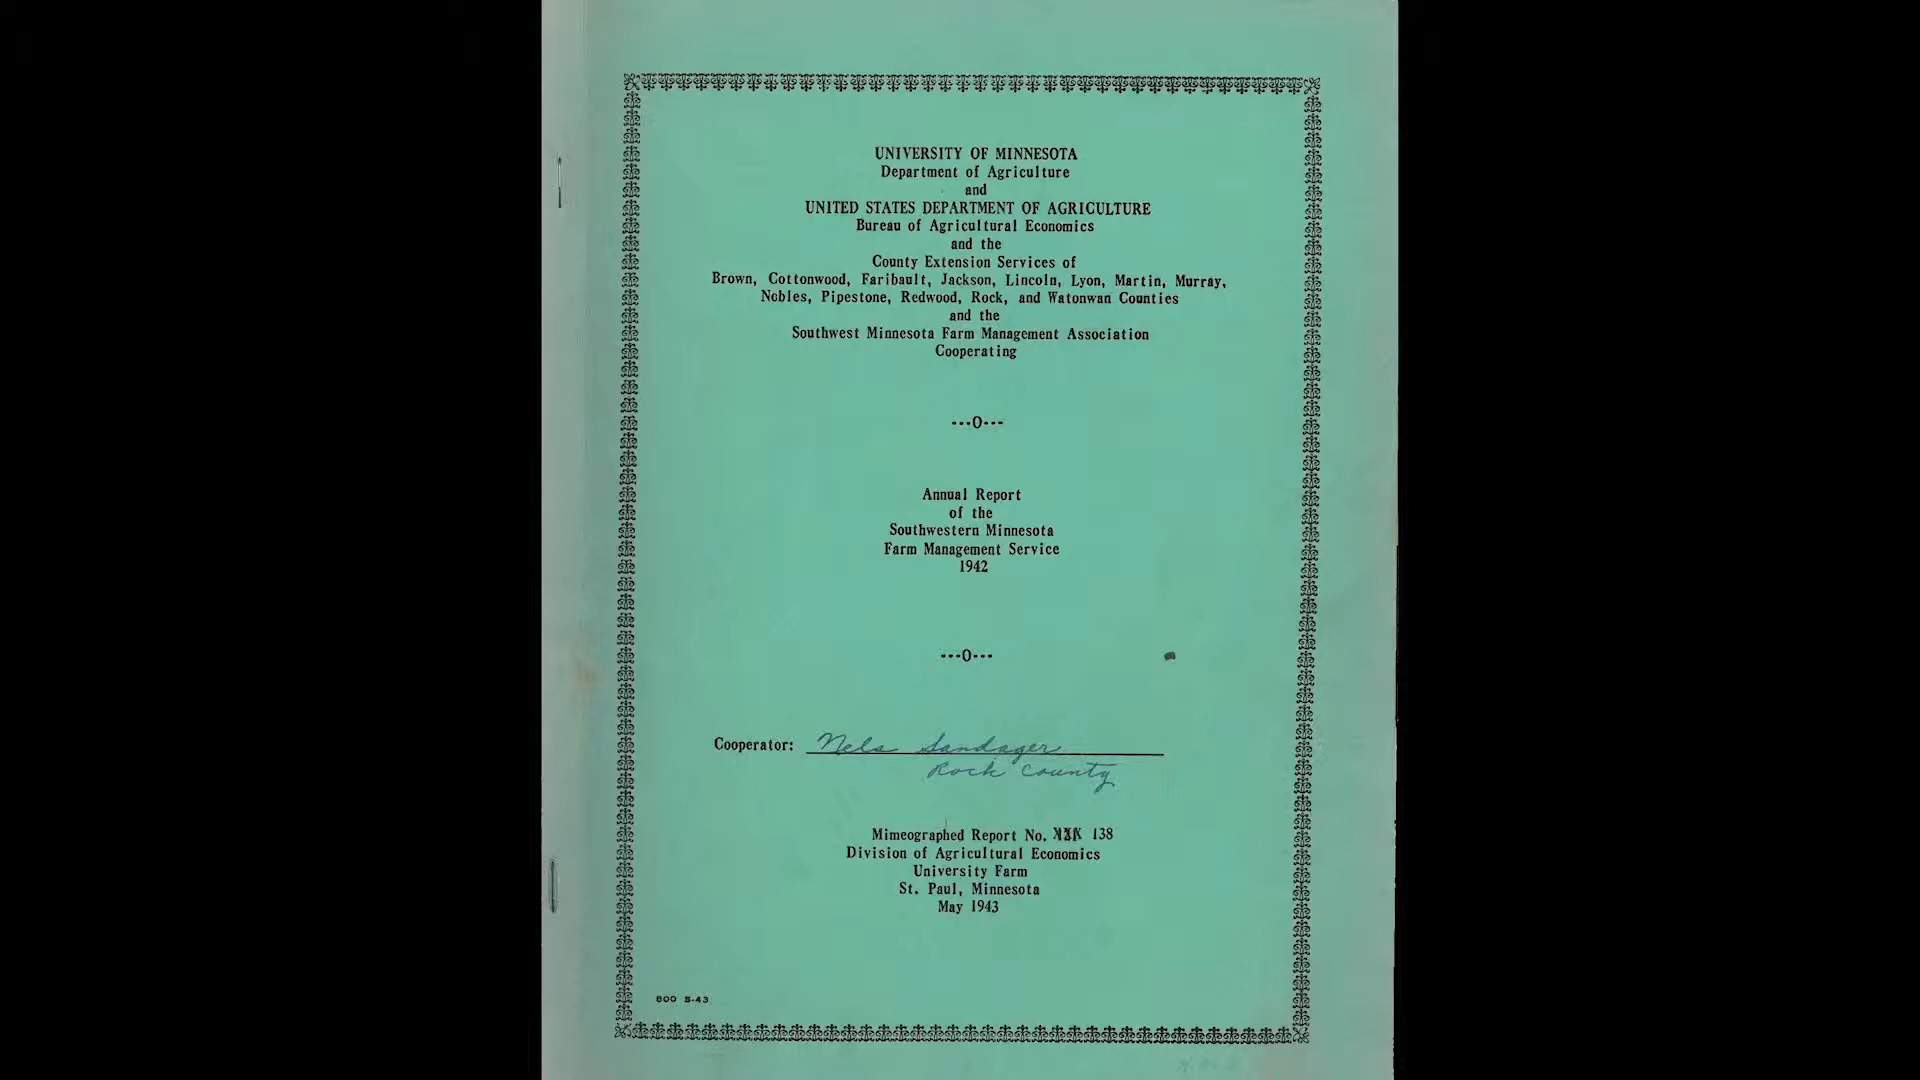 UNIVERSITY OF MINNESOTA
Department of Agriculture
and
UNITED STATES DEPARTMENT OF AGRICULTURE
Bureau of Agricultural Economics
and the
County Extension Services of
Brown, Cottonwood, Faribault, Jackson, Lincoln, Lyon, Martin, Murray,
Nobles, Pipestone, Redwood, Rock, and Watonwan Counties
and the
Southwest Minnesota Farm Management Association
Cooperating
---O---
Annual Report
of the
Southwestern Minnesota
Farm Management Service
1942
---O---
Cooperator: Nels Sandager
Rock County
Mimeographed Report No. 138
Division of Agricultural Economics
University Farm
St. Paul, Minnesota
May 1943
800 5-43